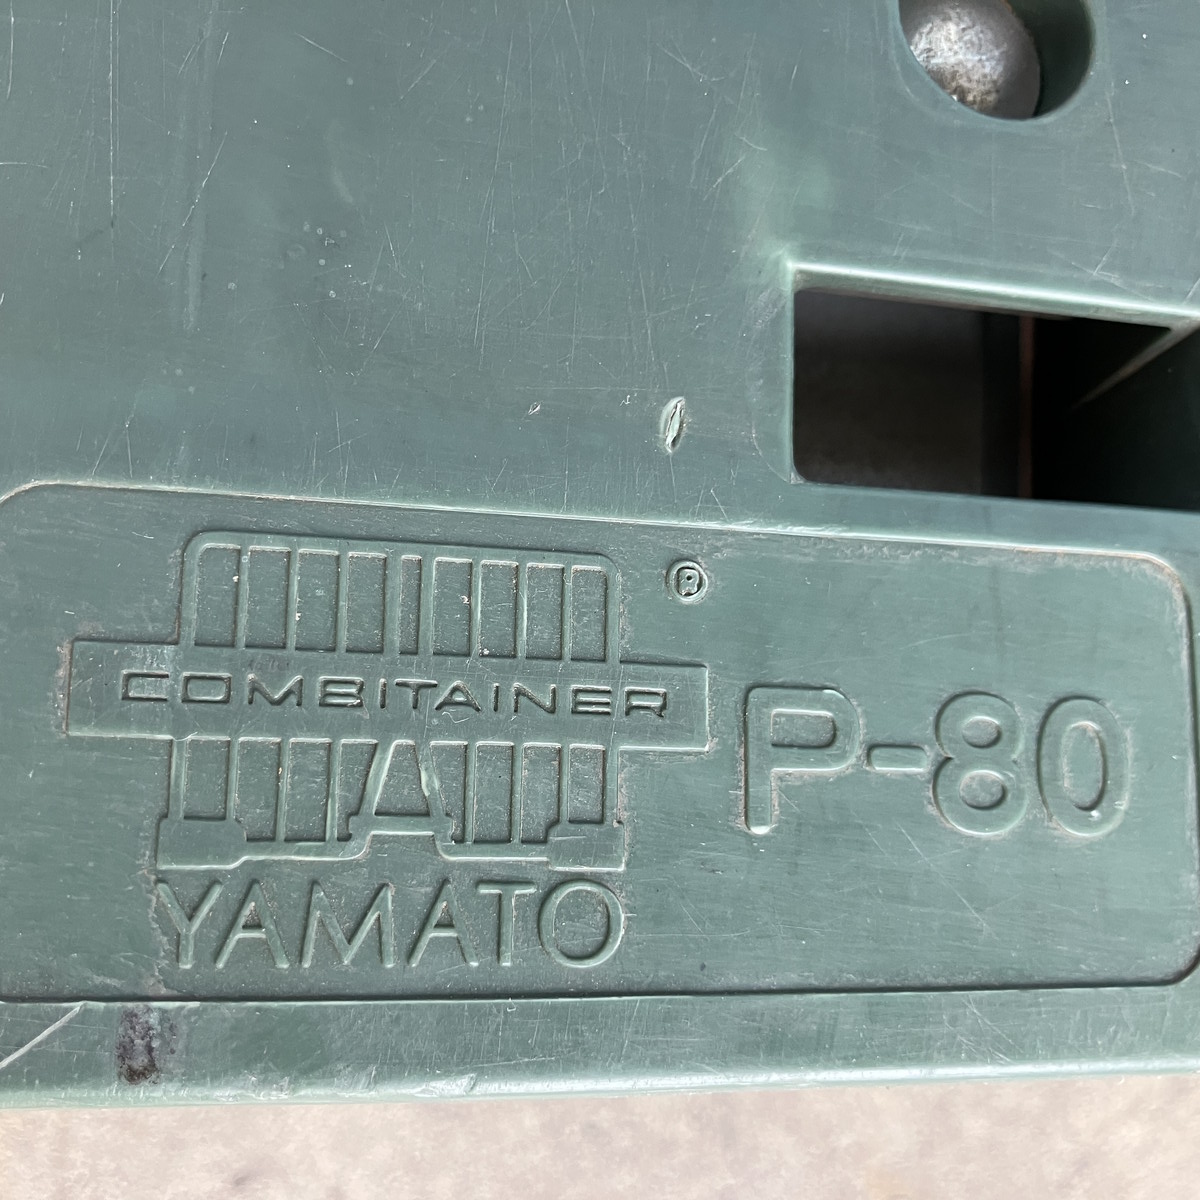 ®
COMBITAINER
P-80
YAMATO